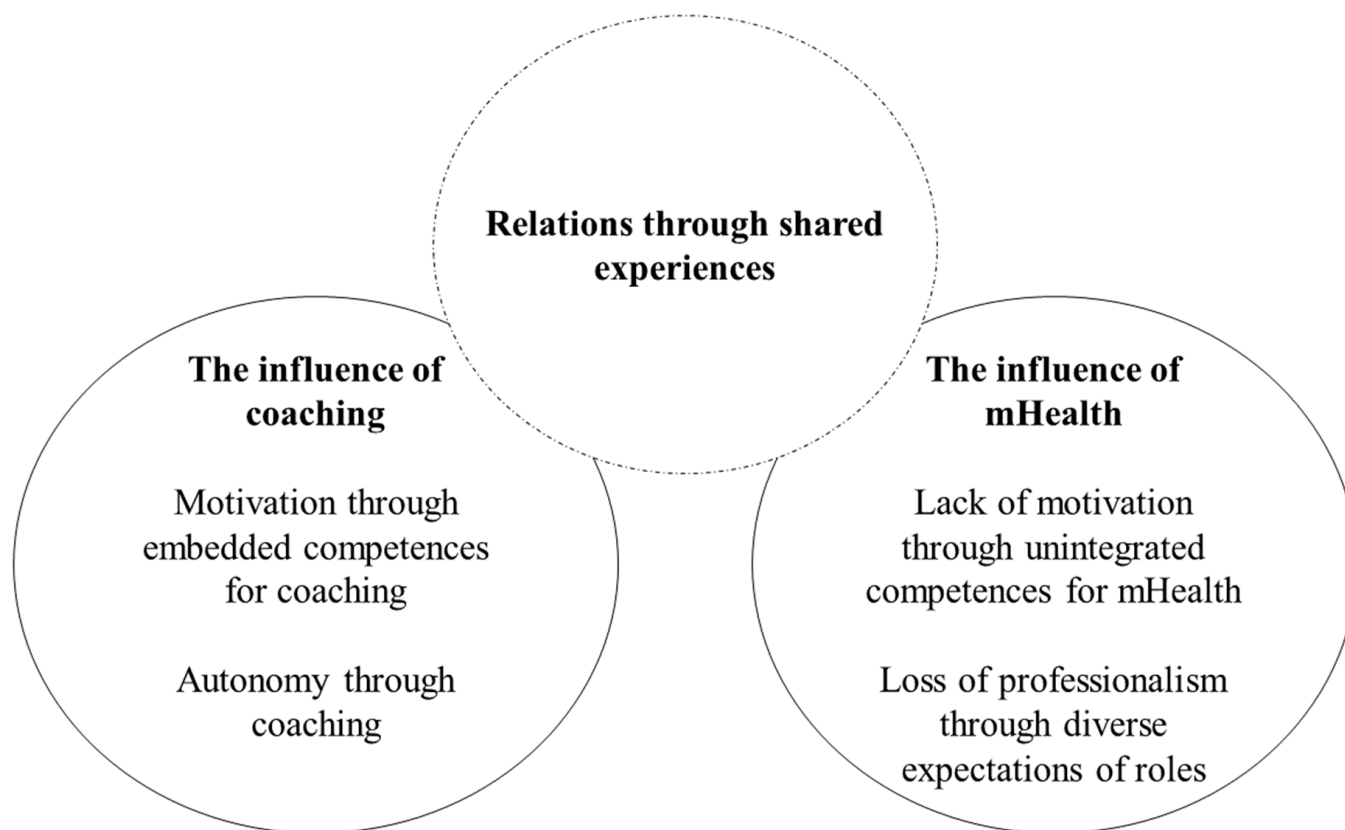 Relations through shared
experiences
The influence of
coaching
Motivation through
embedded competences
for coaching
Autonomy through
coaching
The influence of
mHealth
Lack of motivation
through unintegrated
competences for mHealth
Loss of professionalism
through diverse
expectations of roles